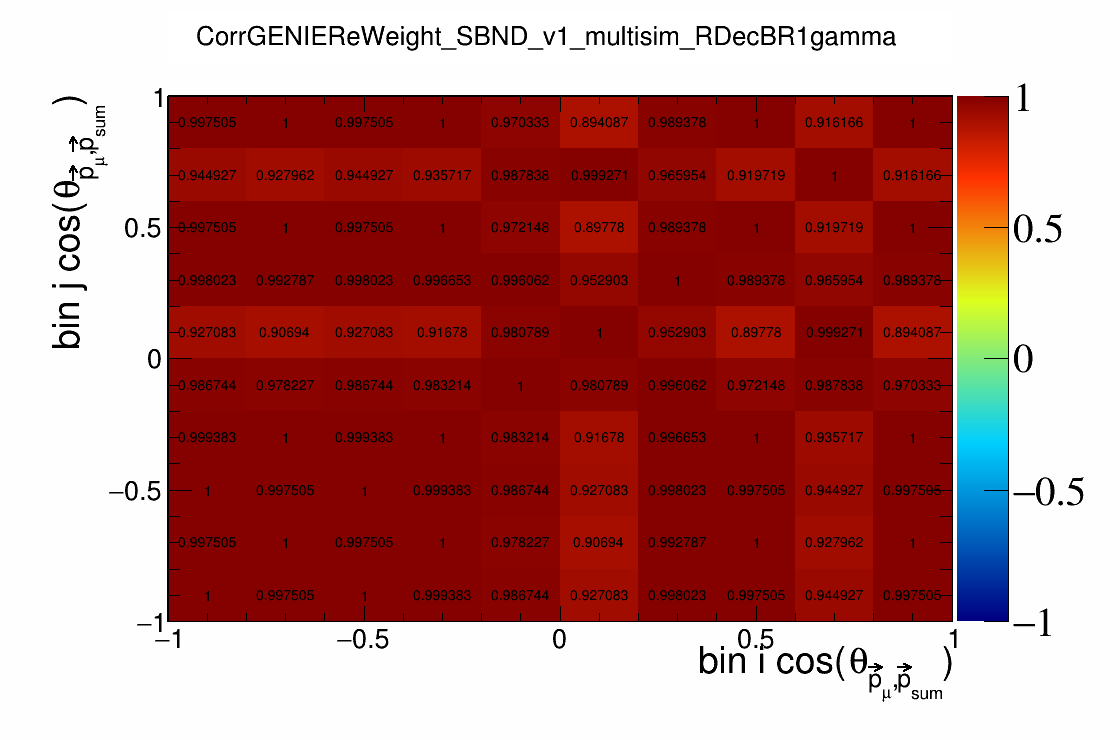 CorrGENIEReWeight_SBND_v1_multisim_RDecBR1gamma
bin j cos(θp⃗μ,p⃗sum)
1
0.5
0
−0.5
−1
0.997505 1 0.997505 1 0.970333 0.894087 0.989378 1 0.916166 1
0.944927 0.927962 0.944927 0.935717 0.987838 0.999271 0.965954 0.919719 1 0.916166
0.997505 1 0.997505 1 0.972148 0.89778 0.989378 1 0.919719 1
0.998023 0.992787 0.998023 0.996653 0.996062 0.952903 1 0.989378 0.965954 0.989378
0.927083 0.90694 0.927083 0.91678 0.980789 1 0.952903 0.89778 0.999271 0.894087
0.986744 0.978227 0.986744 0.983214 1 0.980789 0.996062 0.972148 0.987838 0.970333
0.999383 1 0.999383 1 0.983214 0.91678 0.996653 1 0.935717 1
1 0.997505 1 0.999383 0.986744 0.927083 0.998023 0.997505 0.944927 0.997505
0.997505 1 0.997505 1 0.978227 0.90694 0.992787 1 0.927962 1
1 0.997505 1 0.999383 0.986744 0.927083 0.998023 0.997505 0.944927 0.997505
−1 −0.5 0 0.5 1
bin i cos(θp⃗μ,p⃗sum)
1
0.5
0
−0.5
−1